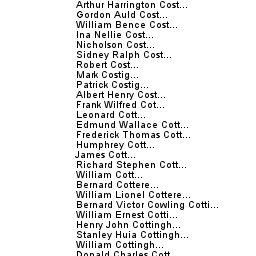 Arthur Harrington Cost...
Gordon Auld Cost...
William Bence Cost...
Ina Nellie Cost...
Nicholson Cost...
Sidney Ralph Cost...
Robert Cost...
Mark Costig...
Patrick Costig...
Albert Henry Cost...
Frank Wilfred Cot...
Leonard Cott...
Edmund Wallace Cott...
Frederick Thomas Cott...
Humphrey Cott...
James Cott...
Richard Stephen Cott...
William Cott...
Bernard Cottere...
William Lionel Cottere...
Bernard Victor Cowling Cotti...
William Ernest Cotti...
Henry John Cottingh...
Stanley Huia Cottingh...
William Cottingh...
Donald Charles Cott